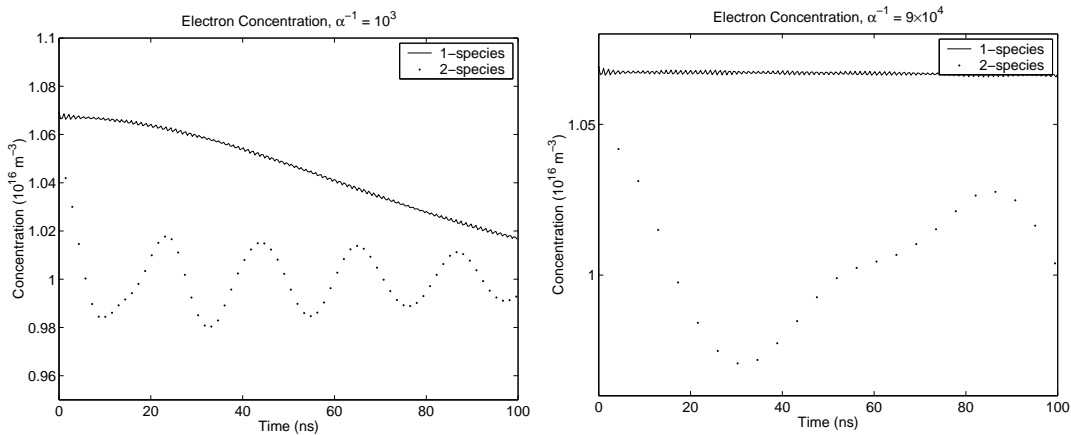 Electron Concentration, α⁻¹ = 10³
1.1
1.08
1.06
1.04
1.02
1
0.98
0.96
Concentration (10¹⁶ m⁻³)
0
20
40
60
80
100
Time (ns)
1−species
2−species
Electron Concentration, α⁻¹ = 9×10⁴
1.05
1
Concentration (10¹⁶ m⁻³)
0
20
40
60
80
100
Time (ns)
1−species
2−species